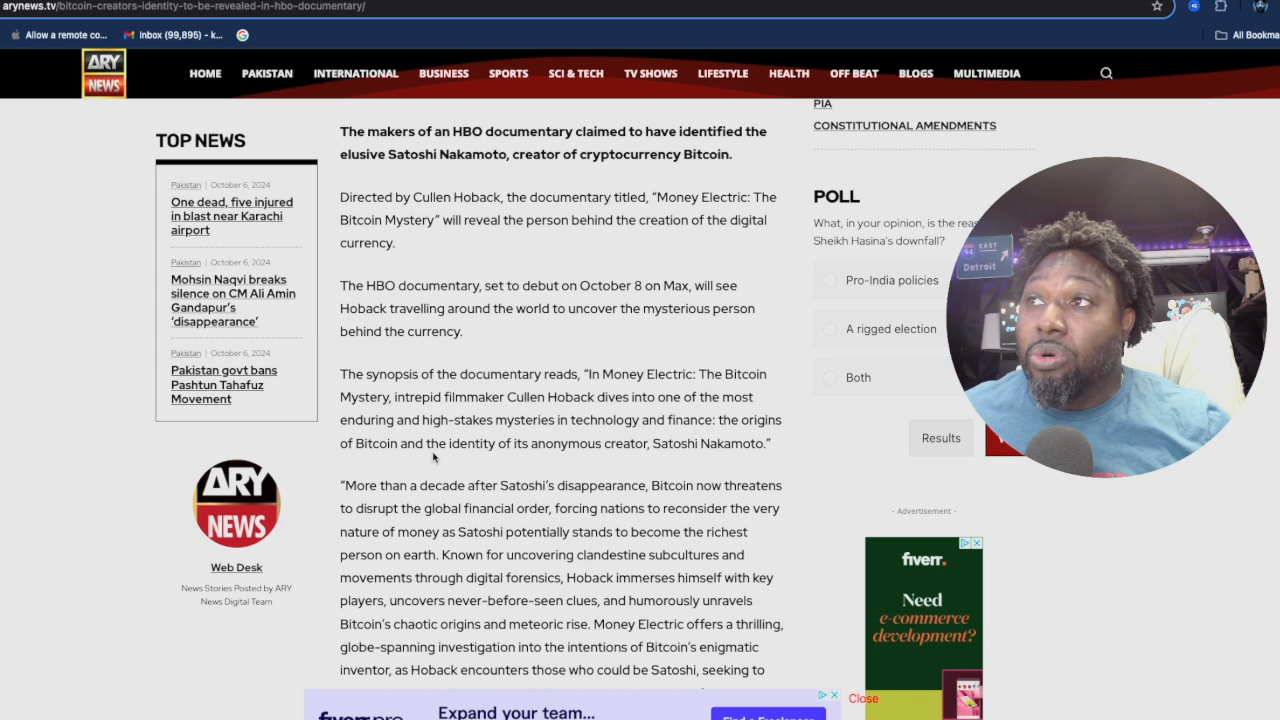 arynews.tv/bitcoin-creators-identity-to-be-revealed-in-hbo-documentary/
Allow a remote co...
Inbox (99,895) - k...
All Bookma
ARY
NEWS
HOME
PAKISTAN
INTERNATIONAL
BUSINESS
SPORTS
SCI & TECH
TV SHOWS
LIFESTYLE
HEALTH
OFF BEAT
BLOGS
MULTIMEDIA
TOP NEWS
Pakistan | October 6, 2024
One dead, five injured
in blast near Karachi
airport
Pakistan | October 6, 2024
Mohsin Naqvi breaks
silence on CM Ali Amin
Gandapur's
'disappearance'
Pakistan | October 6, 2024
Pakistan govt bans
Pashtun Tahafuz
Movement
ARY
NEWS
Web Desk
News Stories Posted by ARY
News Digital Team
The makers of an HBO documentary claimed to have identified the
elusive Satoshi Nakamoto, creator of cryptocurrency Bitcoin.
Directed by Cullen Hoback, the documentary titled, “Money Electric: The
Bitcoin Mystery” will reveal the person behind the creation of the digital
currency.
The HBO documentary, set to debut on October 8 on Max, will see
Hoback travelling around the world to uncover the mysterious person
behind the currency.
The synopsis of the documentary reads, “In Money Electric: The Bitcoin
Mystery, intrepid filmmaker Cullen Hoback dives into one of the most
enduring and high-stakes mysteries in technology and finance: the origins
of Bitcoin and the identity of its anonymous creator, Satoshi Nakamoto.”
“More than a decade after Satoshi’s disappearance, Bitcoin now threatens
to disrupt the global financial order, forcing nations to reconsider the very
nature of money as Satoshi potentially stands to become the richest
person on earth. Known for uncovering clandestine subcultures and
movements through digital forensics, Hoback immerses himself with key
players, uncovers never-before-seen clues, and humorously unravels
Bitcoin’s chaotic origins and meteoric rise. Money Electric offers a thrilling,
globe-spanning investigation into the intentions of Bitcoin’s enigmatic
inventor, as Hoback encounters those who could be Satoshi, seeking to
PIA
CONSTITUTIONAL AMENDMENTS
POLL
What, in your opinion, is the reas
Sheikh Hasina's downfall?
Pro-India policies
A rigged election
Both
Results
94 EAST
Detroit
- Advertisement -
fiverr.
Need
e-commerce
development?
fiverr pro
Expand your team...
Find a Freelancer
Close